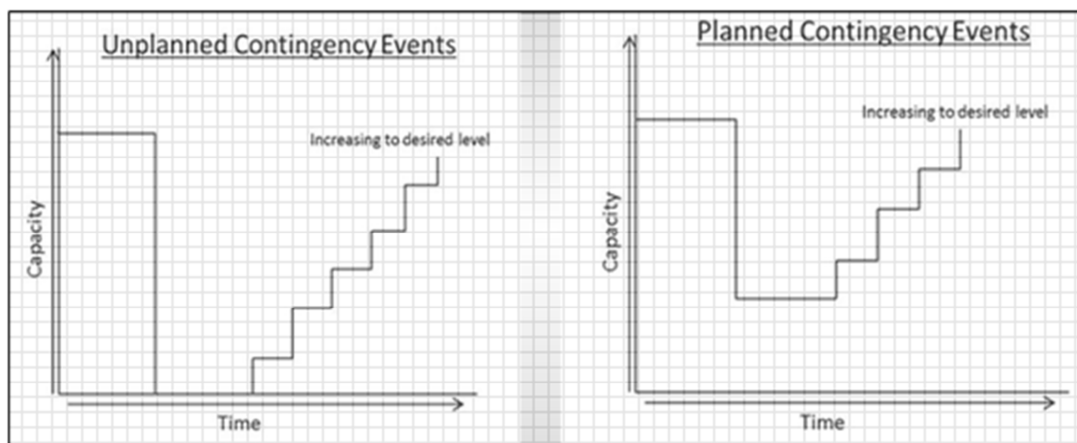 Unplanned Contingency Events
Increasing to desired level
Capacity
Time
Planned Contingency Events
Increasing to desired level
Capacity
Time